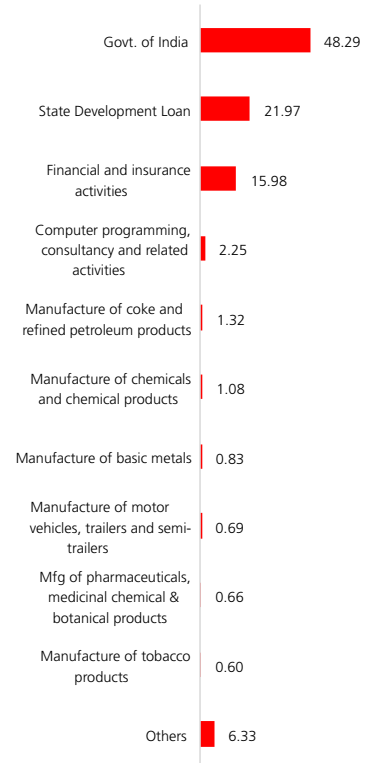 Govt. of India 48.29
State Development Loan 21.97
Financial and insurance
activities
15.98
Computer programming,
consultancy and related
activities
2.25
Manufacture of coke and
refined petroleum products
1.32
Manufacture of chemicals
and chemical products
1.08
Manufacture of basic metals 0.83
Manufacture of motor
vehicles, trailers and semi-
trailers
0.69
Mfg of pharmaceuticals,
medicinal chemical &
botanical products
0.66
Manufacture of tobacco
products
0.60
Others 6.33